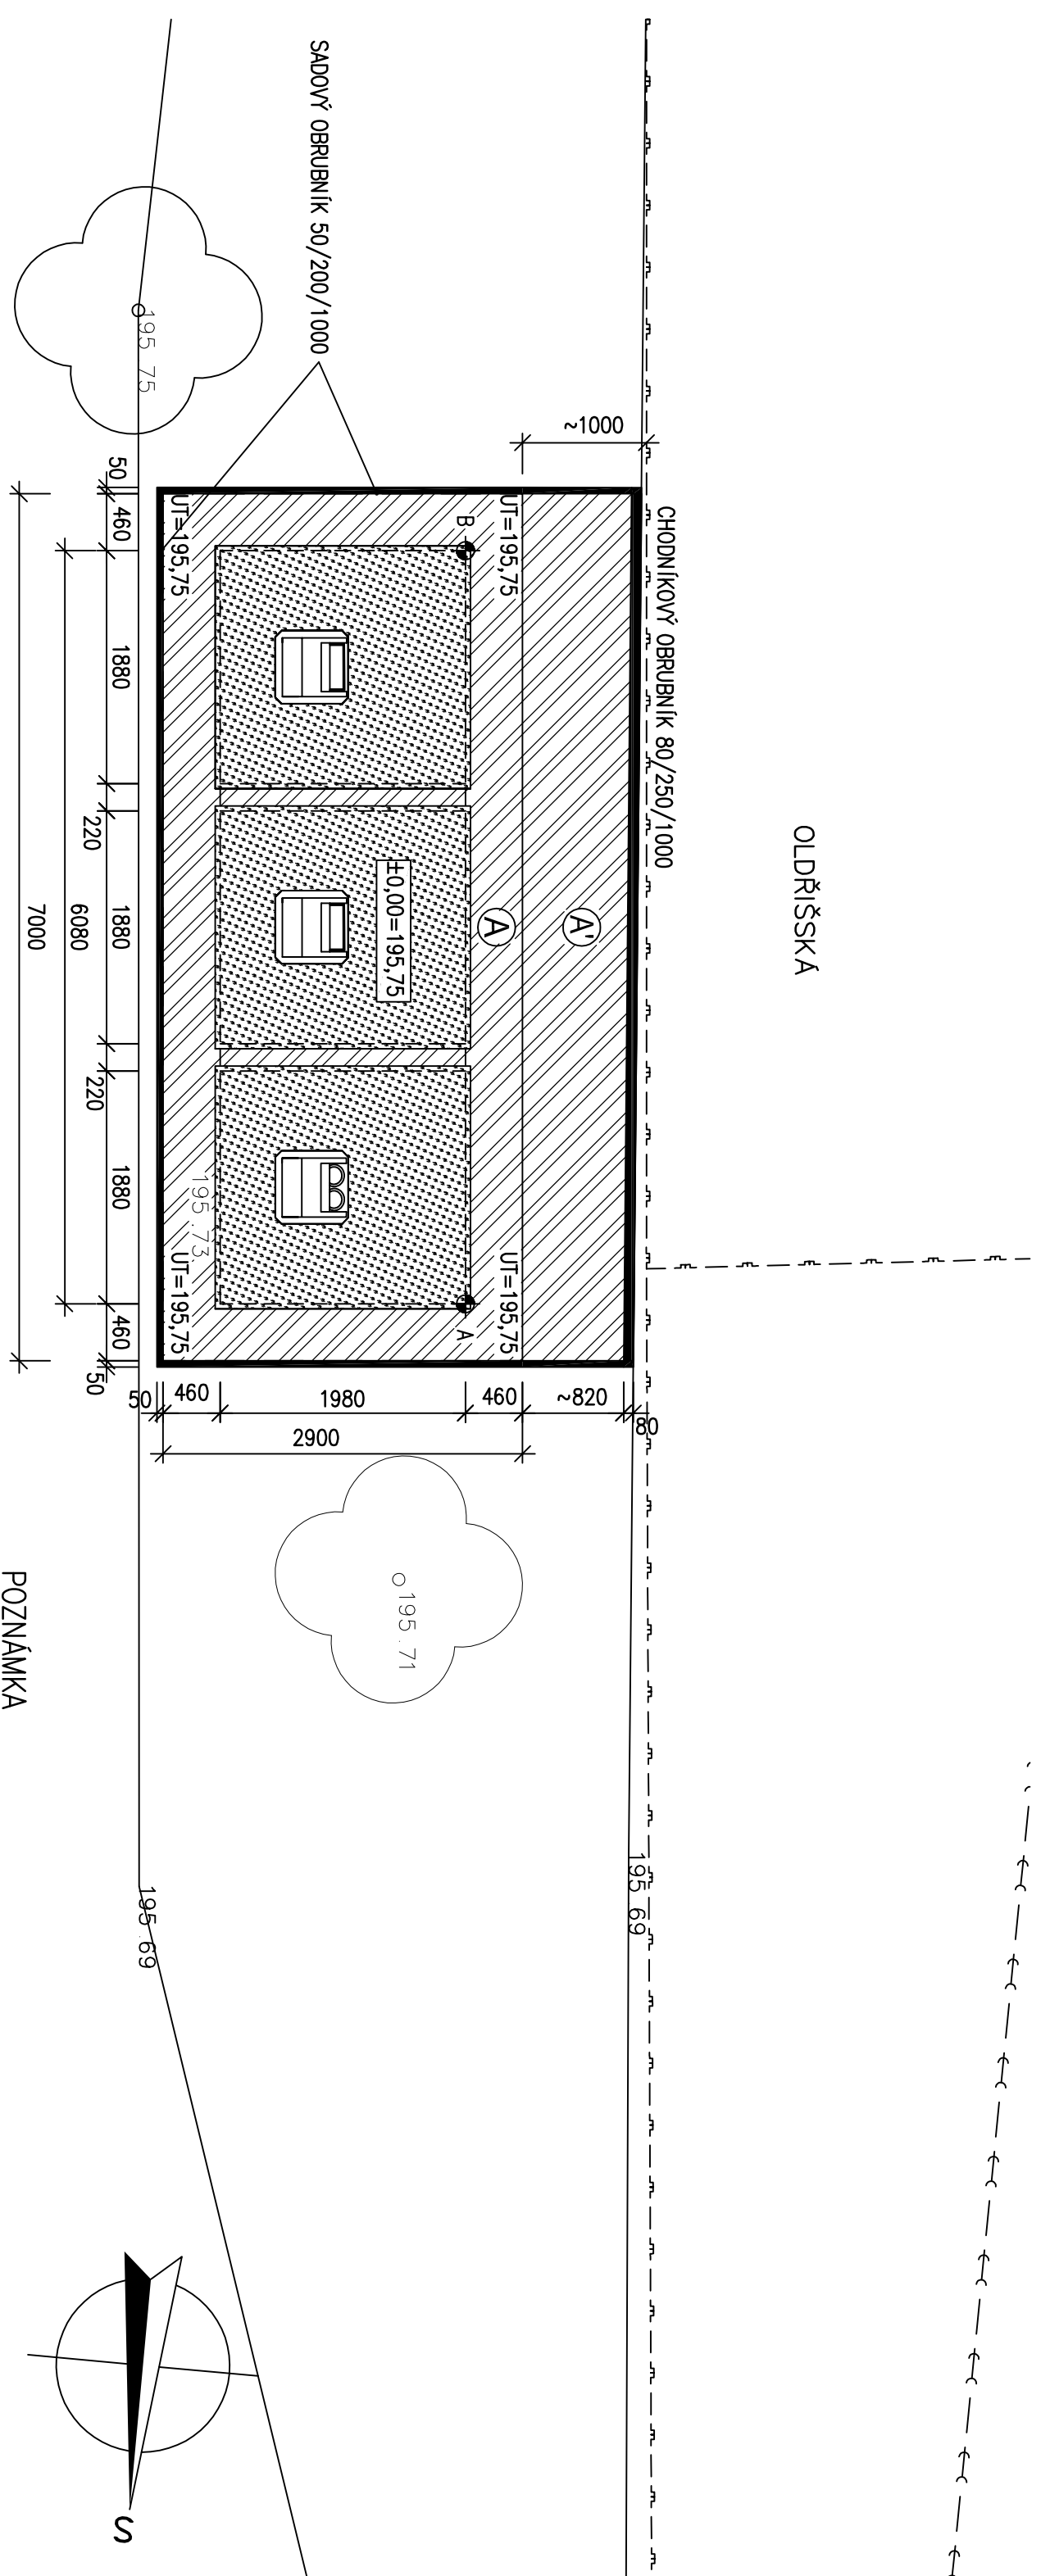 OLDŘIŠSKÁ
SADOVÝ OBRUBNÍK 50/200/1000
CHODNÍKOVÝ OBRUBNÍK 80/250/1000
~1000
195.75
UT=195,75
UT=195,75
B
A'
A
±0,00=195,75
UT=195,75
UT=195,75
A
195.73
~820
80
460
1980
460
50
2900
50
460
1880
220
1880
220
1880
460
50
6080
7000
195.71
195.69
195.69
POZNÁMKA
S